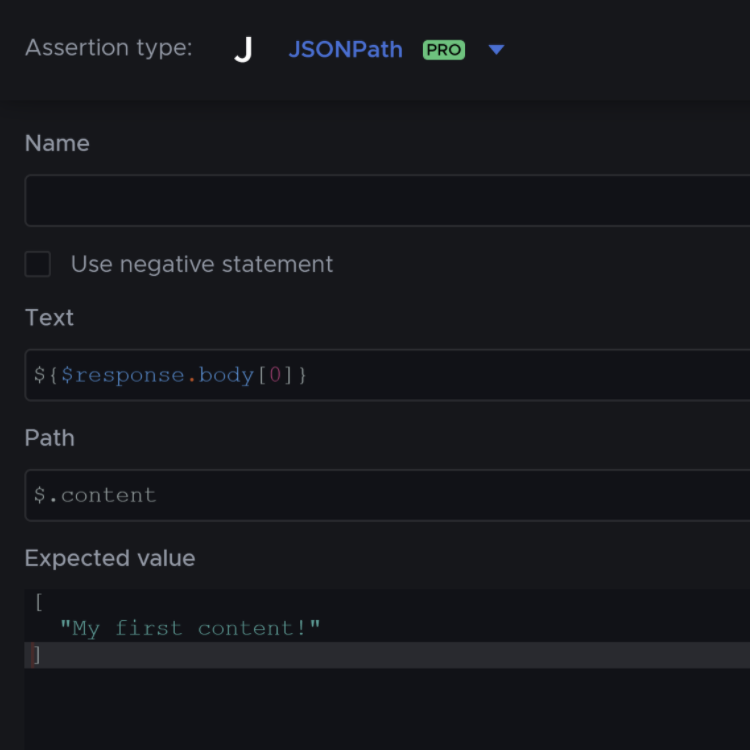 Assertion type: J JSONPath PRO
Name
Use negative statement
Text
${$response.body[0]}
Path
$.content
Expected value
[
"My first content!"
]